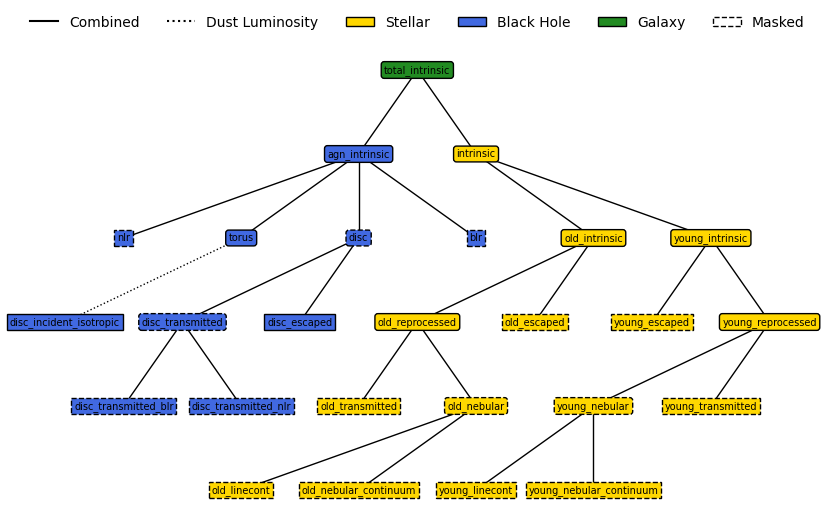 Combined Dust Luminosity Stellar Black Hole Galaxy Masked
total_intrinsic
agn_intrinsic intrinsic
nlr torus disc blr old_intrinsic young_intrinsic
disc_incident_isotropic disc_transmitted disc_escaped old_reprocessed old_escaped young_escaped young_reprocessed
disc_transmitted_blr disc_transmitted_nlr old_transmitted old_nebular young_nebular young_transmitted
old_linecont old_nebular_continuum young_linecont young_nebular_continuum